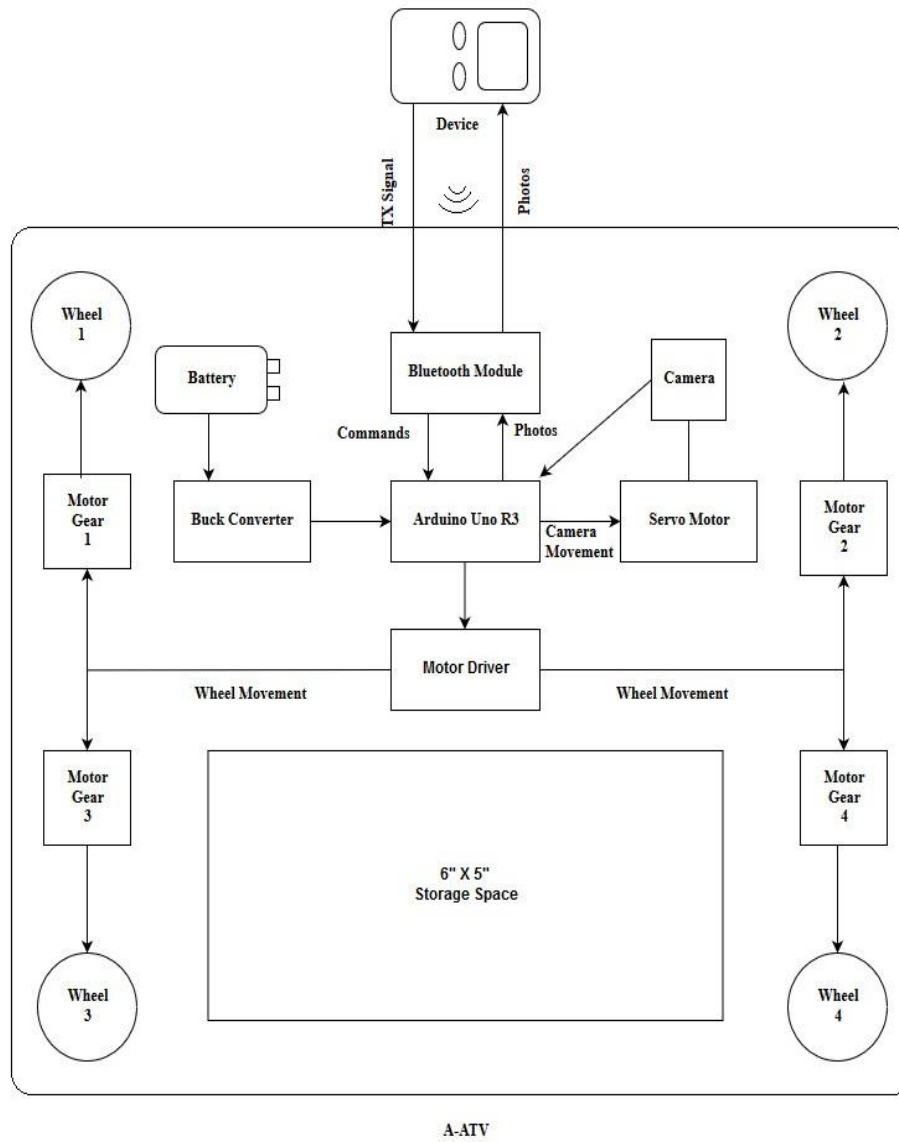 Device
TX Signal
Photos
Wheel
1
Wheel
2
Battery
Bluetooth Module
Camera
Commands
Photos
Motor
Gear
1
Buck Converter
Arduino Uno R3
Camera
Movement
Servo Motor
Motor
Gear
2
Motor Driver
Wheel Movement
Wheel Movement
Motor
Gear
3
Motor
Gear
4
6" X 5"
Storage Space
Wheel
3
Wheel
4
A-ATV